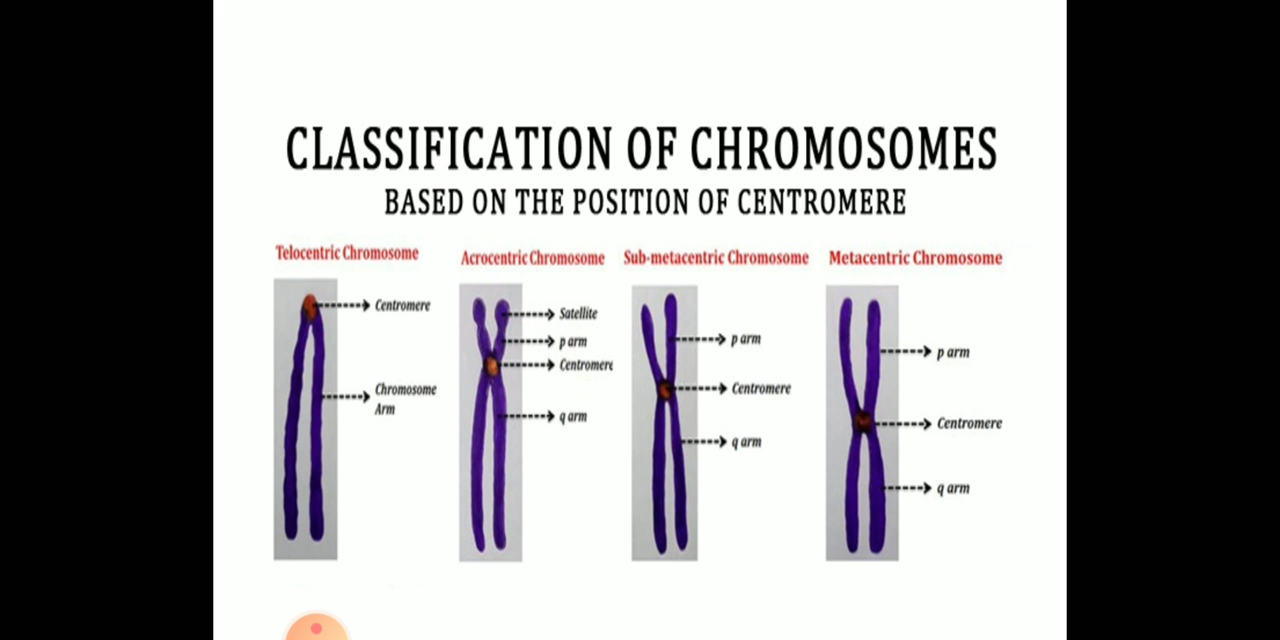 CLASSIFICATION OF CHROMOSOMES
BASED ON THE POSITION OF CENTROMERE
Telocentric Chromosome
Centromere
Chromosome
Arm
Acrocentric Chromosome
Satellite
p arm
Centromere
q arm
Sub-metacentric Chromosome
p arm
Centromere
q arm
Metacentric Chromosome
p arm
Centromere
q arm